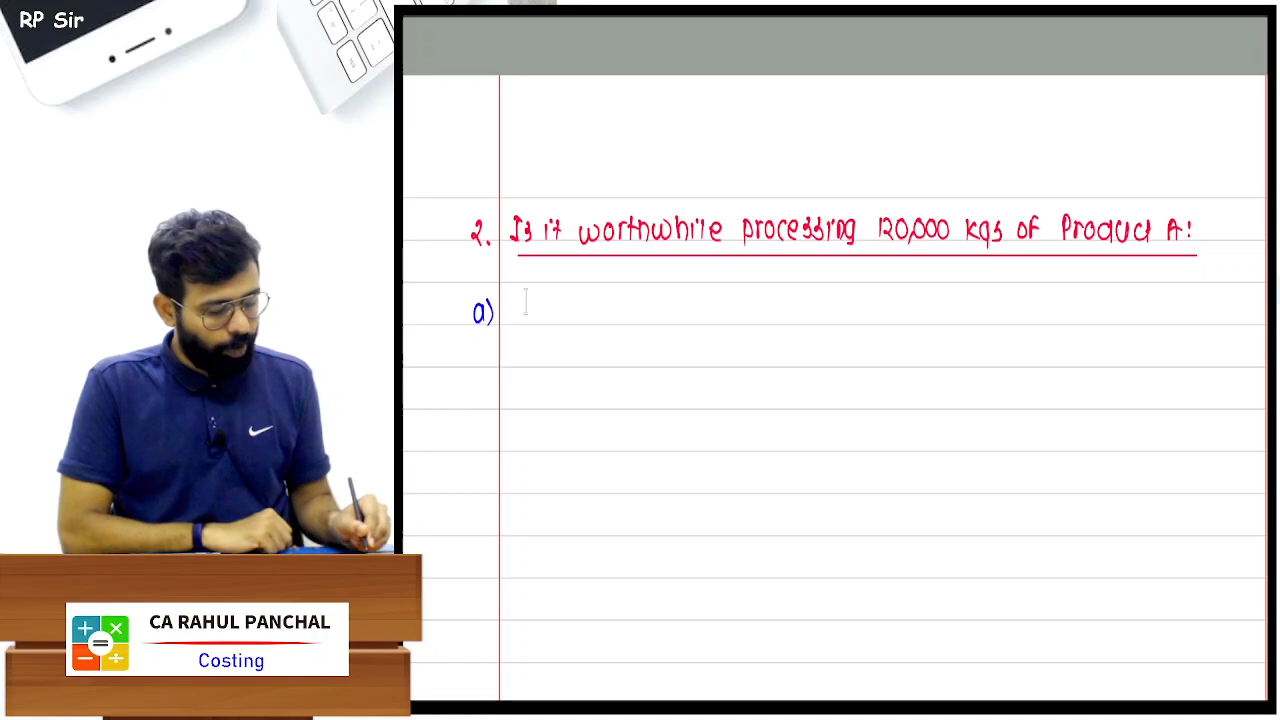 RP Sir
2. Is it worthwhile processing 120,000 kgs of Product A:
a)
CA RAHUL PANCHAL
Costing